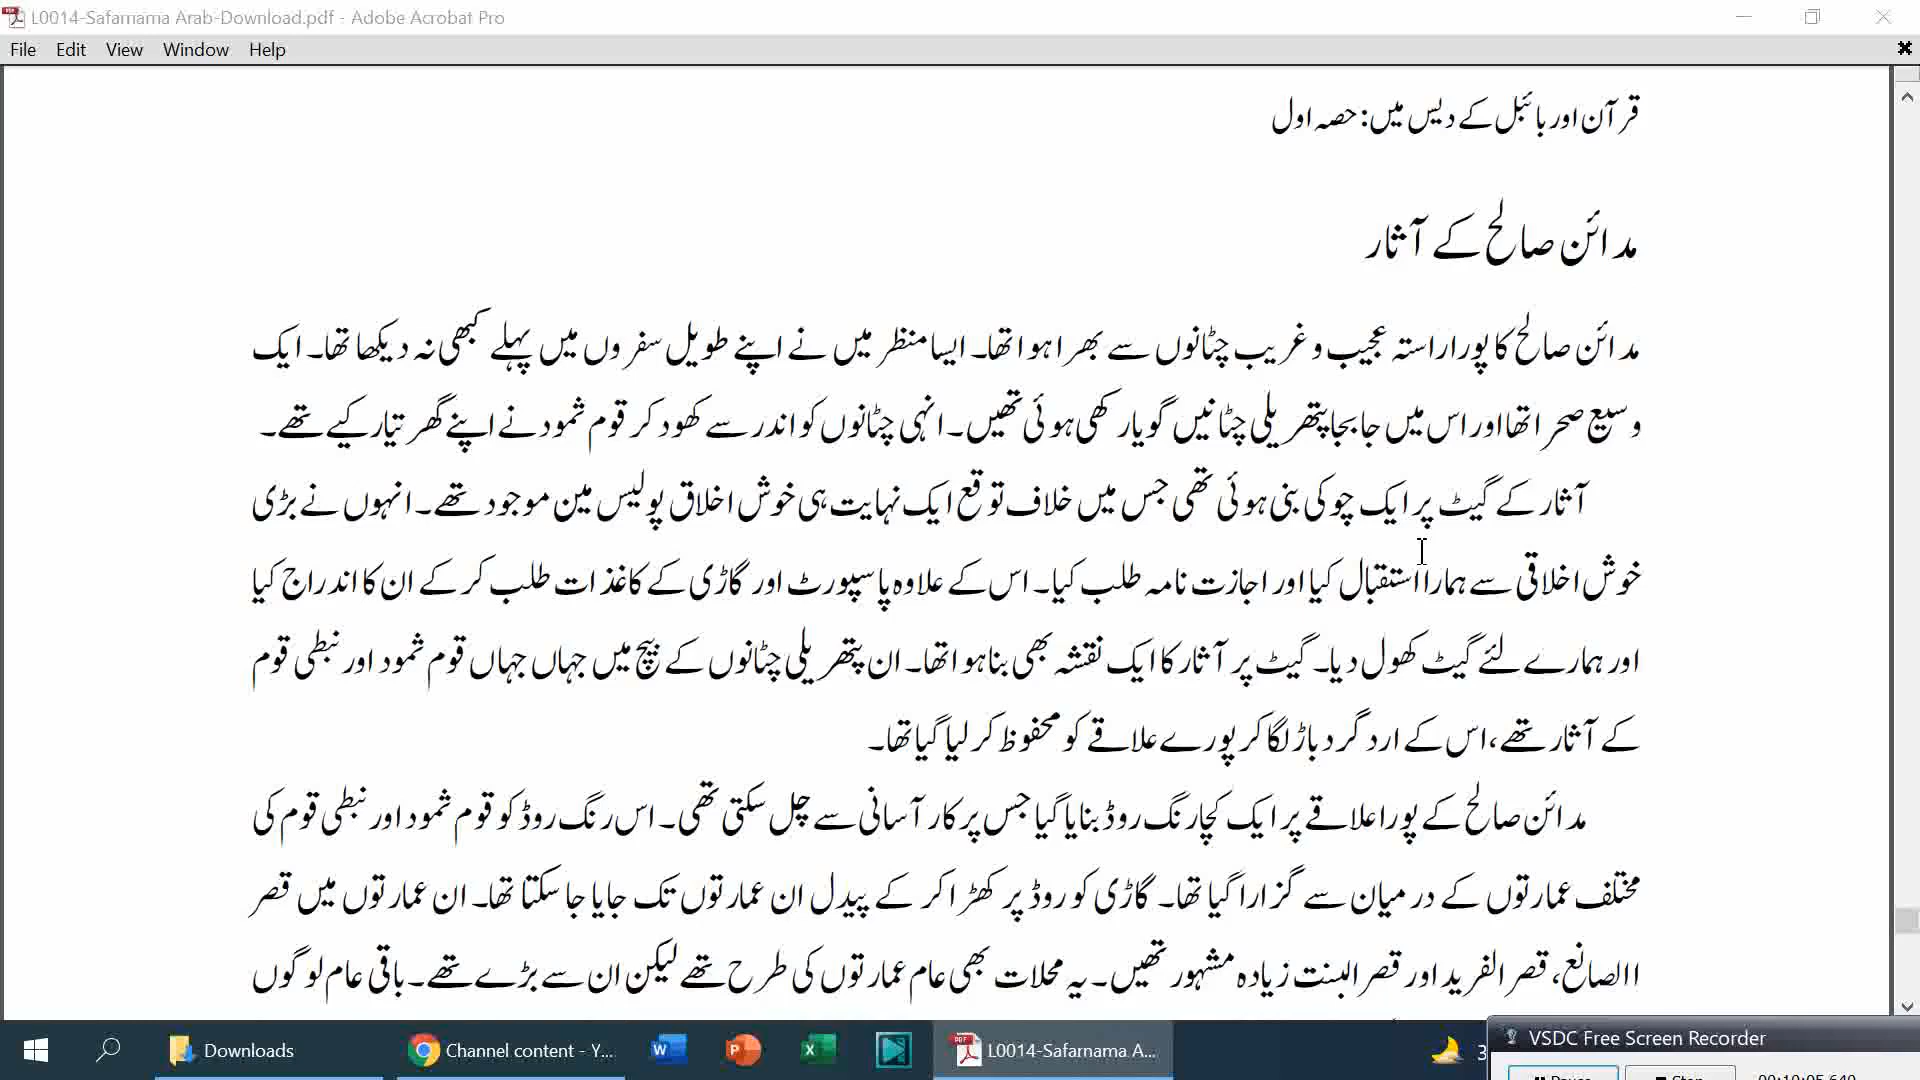 L0014-Safarnama Arab-Download.pdf - Adobe Acrobat Pro
File Edit View Window Help
قرآن اور بائبل کے دیس میں: حصہ اول
مدائن صالح کے آثار
مدائن صالح کا پورا راستہ عجیب و غریب چٹانوں سے بھرا ہوا تھا۔ ایسا منظر میں نے اپنے طویل سفروں میں پہلے کبھی نہ دیکھا تھا۔ ایک
وسیع صحرا تھا اور اس میں جابجا پتھریلی چٹانیں گویا رکھی ہوئی تھیں۔ انہی چٹانوں کو اندر سے کھود کر قوم ثمود نے اپنے گھر تیار کیے تھے۔
آثار کے گیٹ پر ایک چوکی بنی ہوئی تھی جس میں خلاف توقع ایک نہایت ہی خوش اخلاق پولیس مین موجود تھے۔ انہوں نے بڑی
خوش اخلاقی سے ہمارا استقبال کیا اور اجازت نامہ طلب کیا۔ اس کے علاوہ پاسپورٹ اور گاڑی کے کاغذات طلب کر کے ان کا اندراج کیا
اور ہمارے لئے گیٹ کھول دیا۔ گیٹ پر آثار کا ایک نقشہ بھی بنا ہوا تھا۔ ان پتھریلی چٹانوں کے بیچ میں جہاں جہاں قوم ثمود اور نبطی قوم
کے آثار تھے، اس کے ارد گرد باڑ لگا کر پورے علاقے کو محفوظ کر لیا گیا تھا۔
مدائن صالح کے پورا علاقے پر ایک کچا رنگ روڈ بنایا گیا جس پر کار آسانی سے چل سکتی تھی۔ اس رنگ روڈ کو قوم ثمود اور نبطی قوم کی
مختلف عمارتوں کے درمیان سے گزارا گیا تھا۔ گاڑی کو روڈ پر کھڑا کر کے پیدل ان عمارتوں تک جایا جا سکتا تھا۔ ان عمارتوں میں قصر
االصانع، قصر الفرید اور قصر البنت زیادہ مشہور تھیں۔ یہ محلات بھی عام عمارتوں کی طرح تھے لیکن ان سے بڑے تھے۔ باقی عام لوگوں
Downloads
Channel content - Y...
L0014-Safarnama A...
VSDC Free Screen Recorder
Pause Stop 00:10:05.640